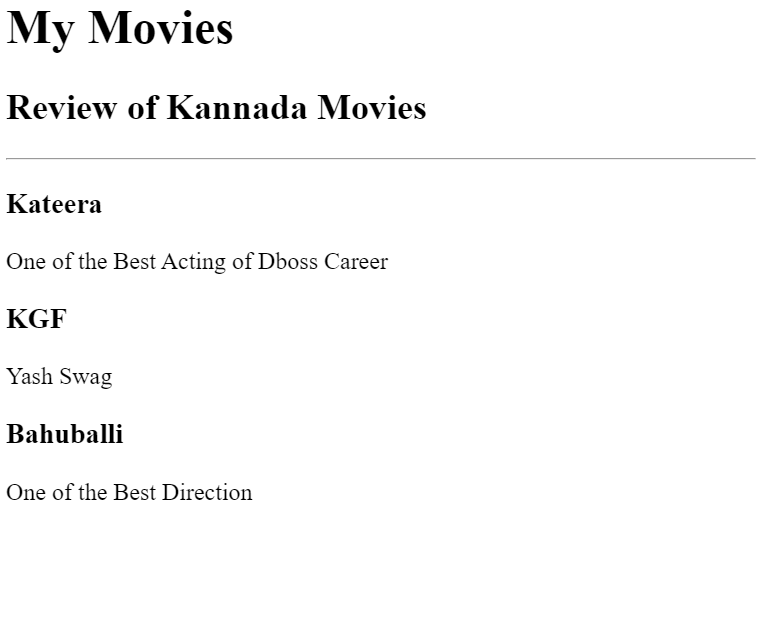 My Movies
Review of Kannada Movies
Kateera
One of the Best Acting of Dboss Career
KGF
Yash Swag
Bahuballi
One of the Best Direction